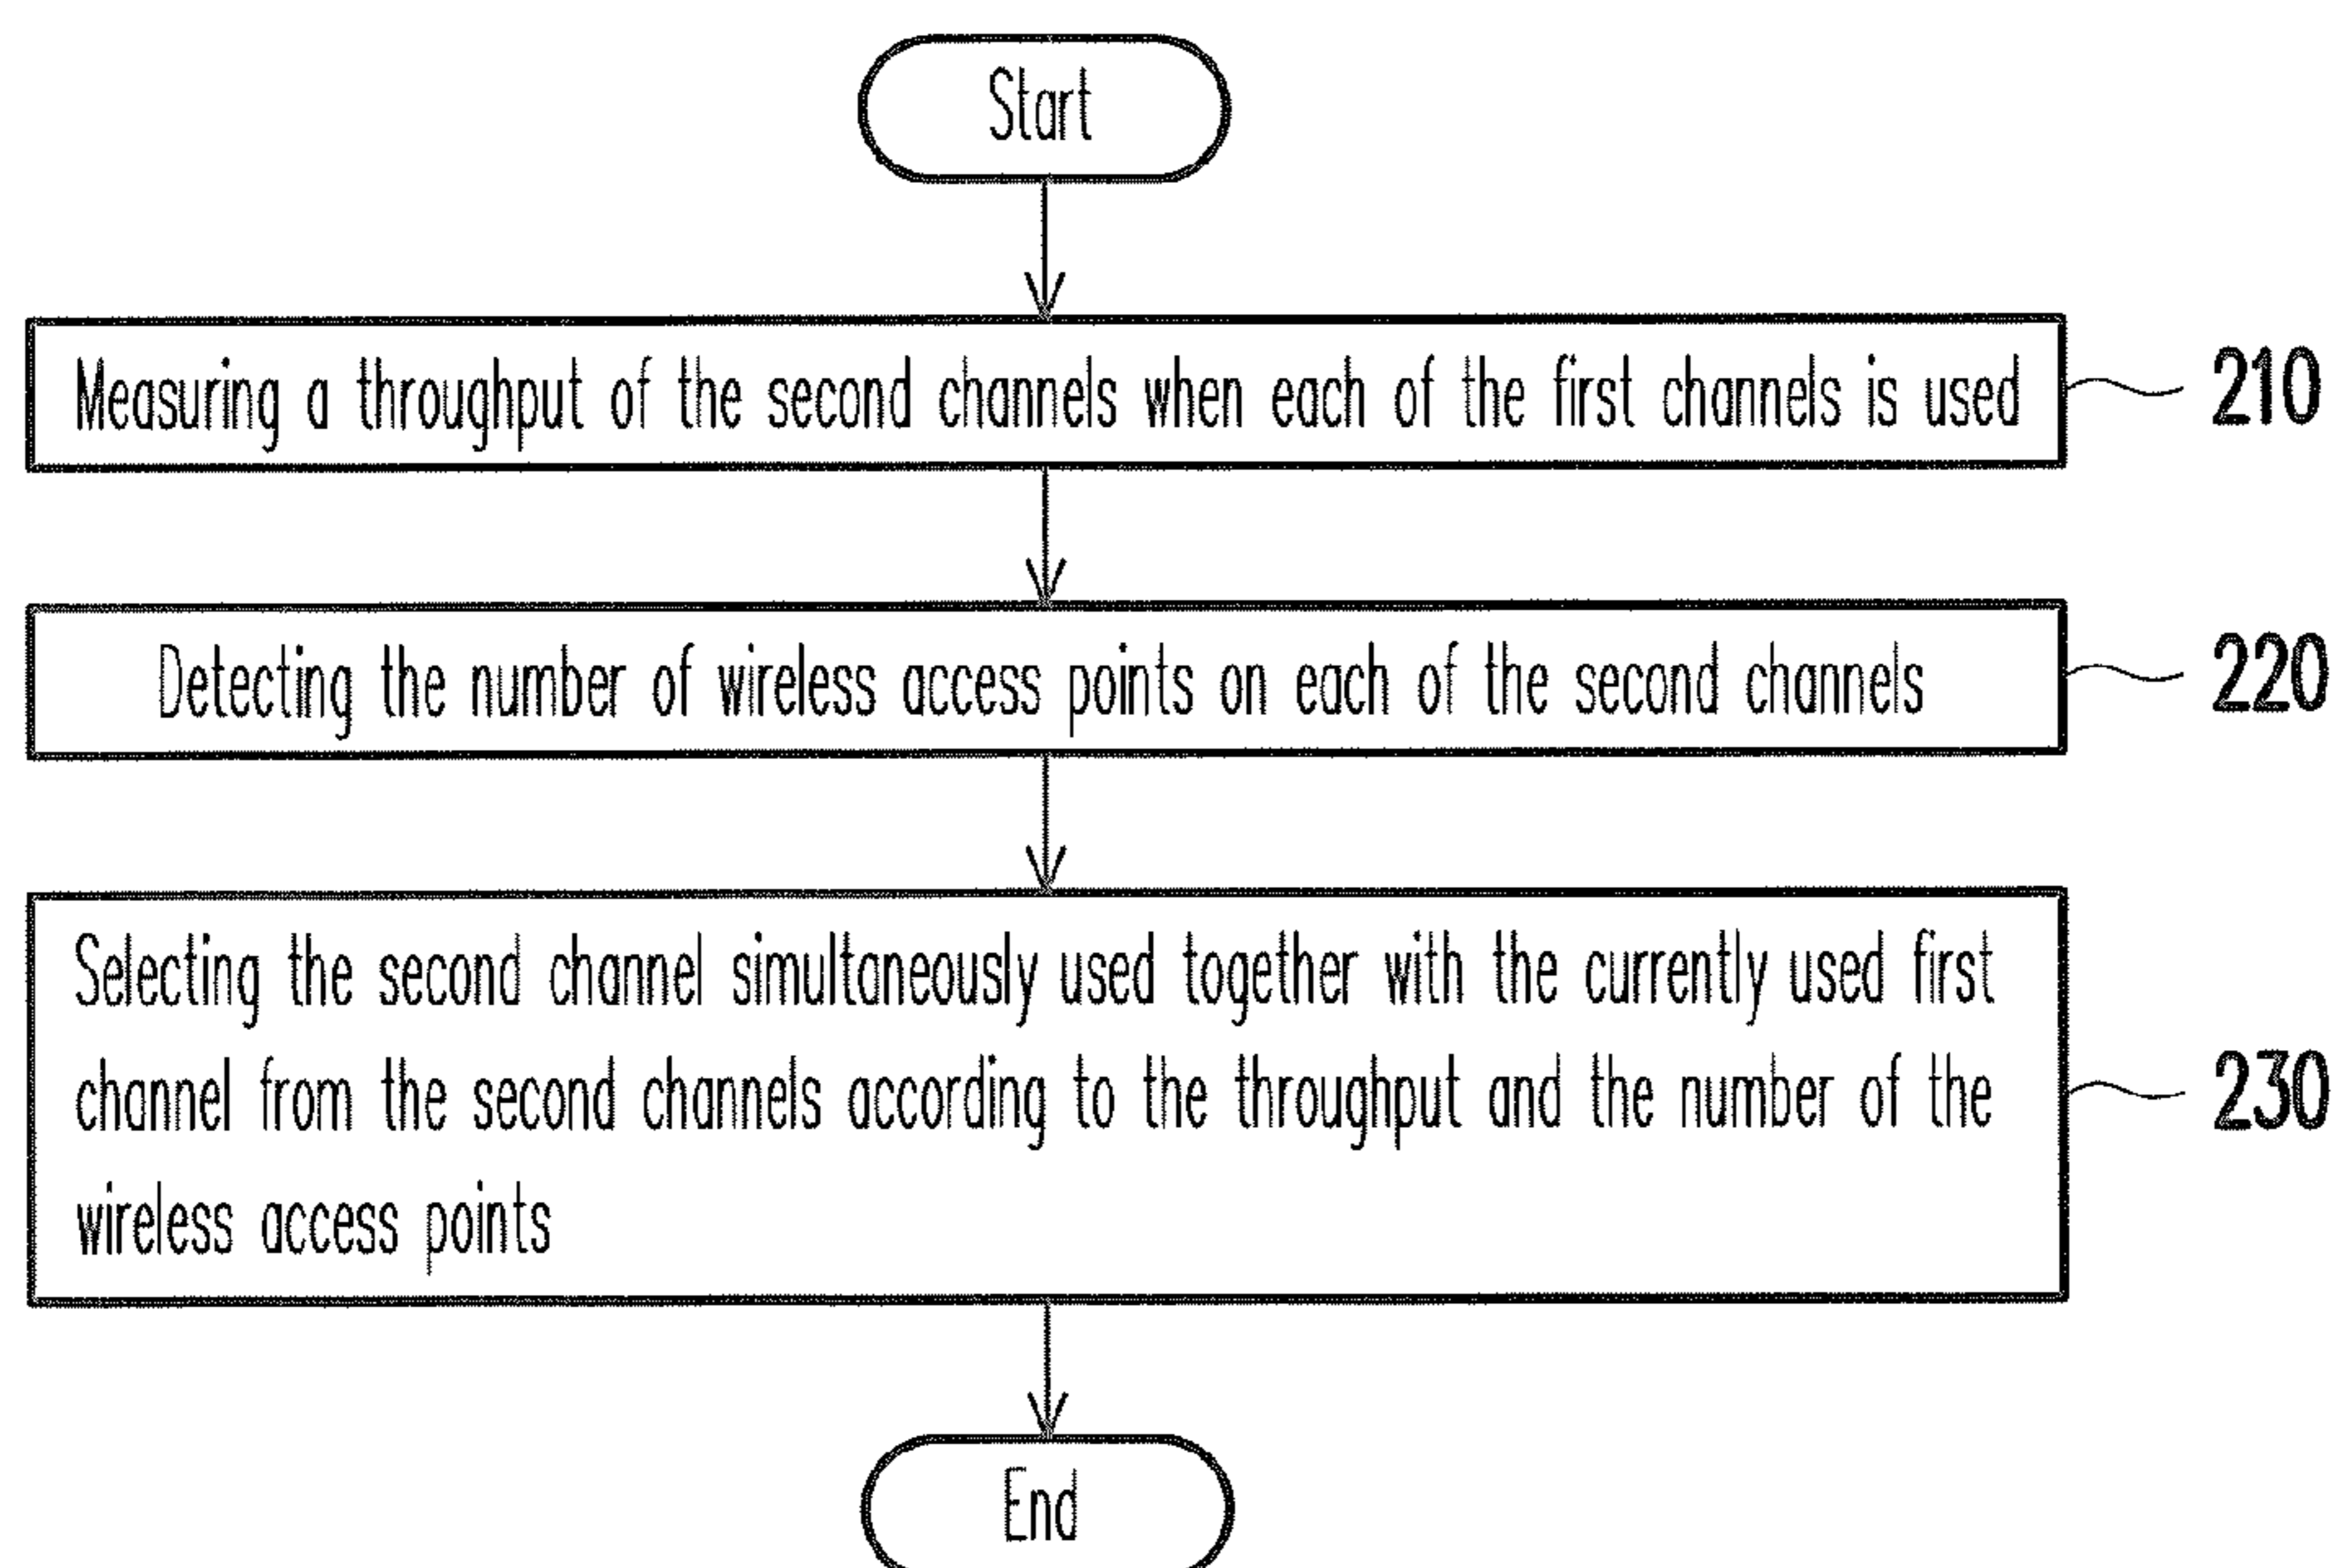 Start
Measuring a throughput of the second channels when each of the first channels is used
210
Detecting the number of wireless access points on each of the second channels
220
Selecting the second channel simultaneously used together with the currently used first
channel from the second channels according to the throughput and the number of the
wireless access points
230
End